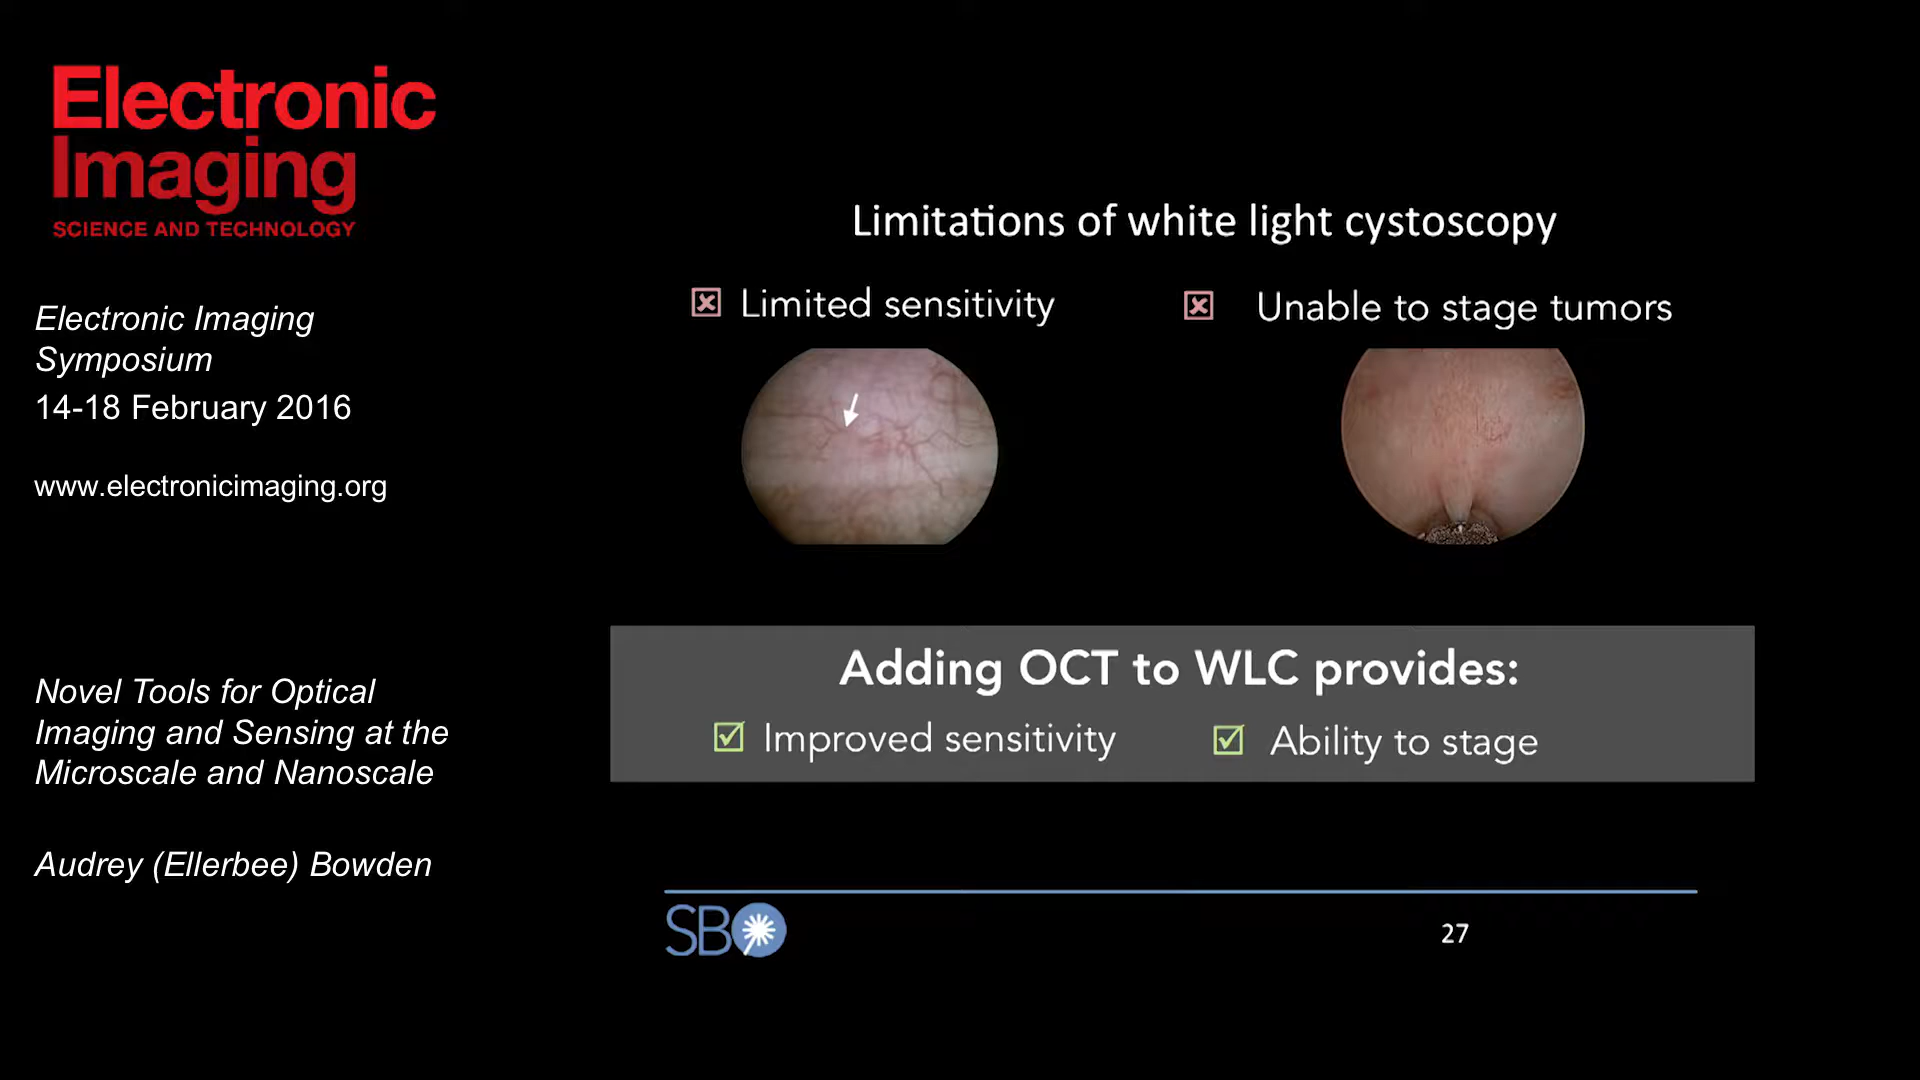 Electronic
Imaging
SCIENCE AND TECHNOLOGY
Electronic Imaging
Symposium
14-18 February 2016
www.electronicimaging.org
Novel Tools for Optical
Imaging and Sensing at the
Microscale and Nanoscale
Audrey (Ellerbee) Bowden
Limitations of white light cystoscopy
Limited sensitivity
Unable to stage tumors
Adding OCT to WLC provides:
Improved sensitivity
Ability to stage
SBO
27